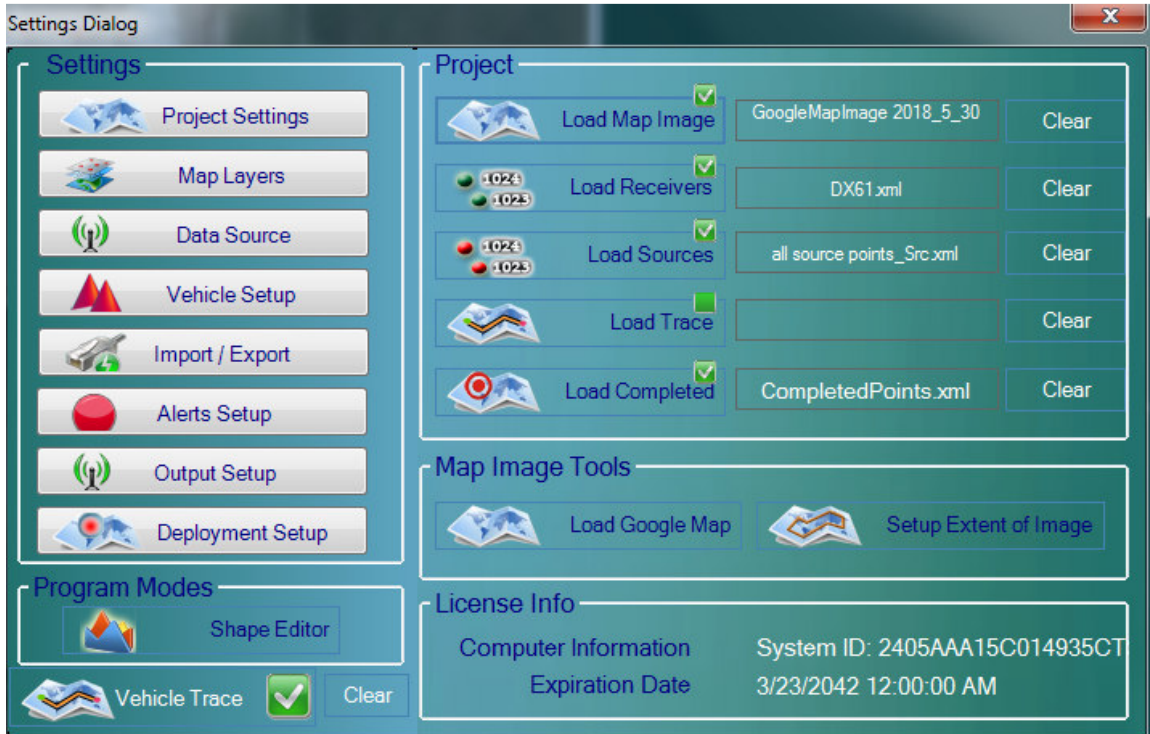 Settings Dialog
x
Settings
Project Settings
Map Layers
Data Source
Vehicle Setup
Import / Export
Alerts Setup
Output Setup
Deployment Setup
Program Modes
Shape Editor
Vehicle Trace
Clear
Project
Load Map Image
GoogleMapImage 2018_5_30
Clear
1024
1023
Load Receivers
DX61.xml
Clear
1024
1023
Load Sources
all source points_Src.xml
Clear
Load Trace
Clear
Load Completed
CompletedPoints.xml
Clear
Map Image Tools
Load Google Map
Setup Extent of Image
License Info
Computer Information
System ID: 2405AAA15C014935CT
Expiration Date
3/23/2042 12:00:00 AM